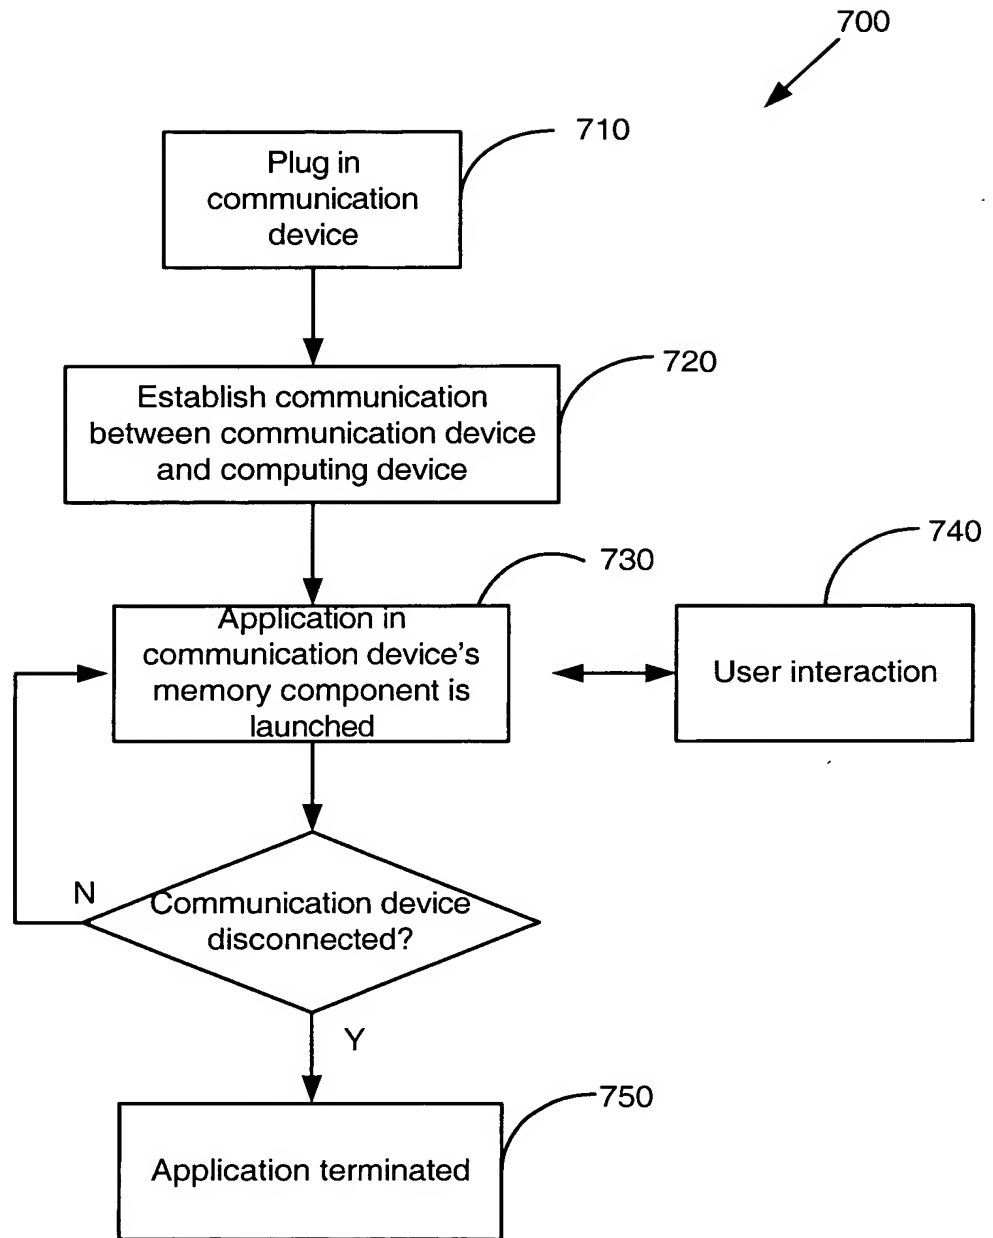 700
710
Plug in
communication
device
720
Establish communication
between communication device
and computing device
730
740
Application in
communication device's
memory component is
launched
User interaction
N
Communication device
disconnected?
Y
750
Application terminated